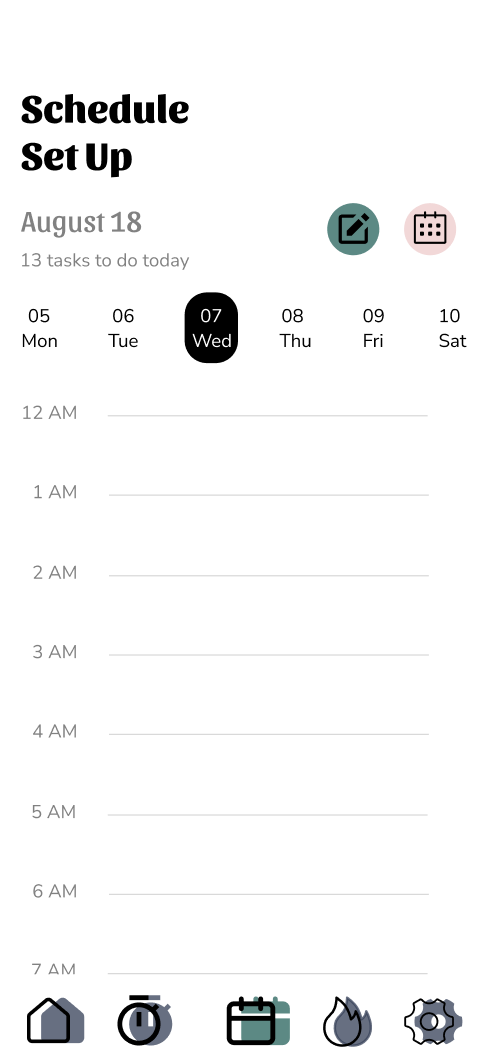 Schedule
Set Up
August 18
13 tasks to do today
05 06 07 08 09 10
Mon Tue Wed Thu Fri Sat
12 AM
1 AM
2 AM
3 AM
4 AM
5 AM
6 AM
7 AM